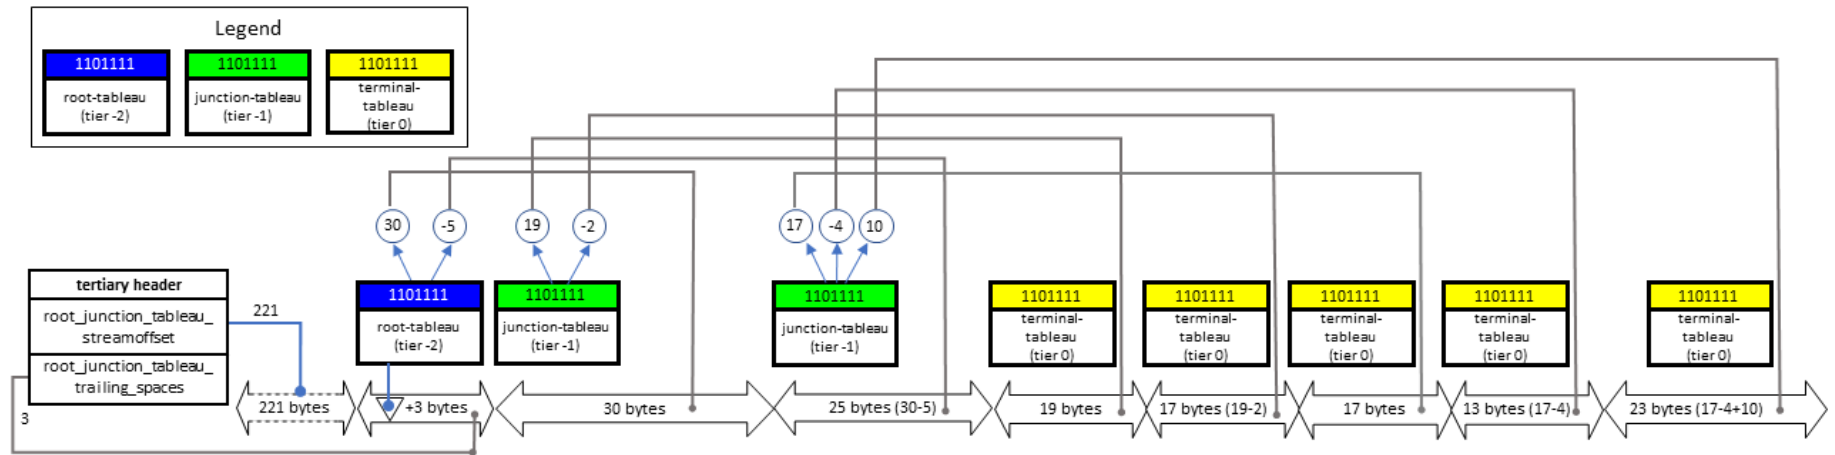 Legend
1101111
root-tableau
(tier -2)
1101111
junction-tableau
(tier -1)
1101111
terminal-
tableau
(tier 0)
30
-5
19
-2
17
-4
10
tertiary header
root_junction_tableau_
streamoffset
root_junction_tableau_
trailing_spaces
221
3
1101111
root-tableau
(tier -2)
1101111
junction-tableau
(tier -1)
1101111
junction-tableau
(tier -1)
1101111
terminal-
tableau
(tier 0)
1101111
terminal-
tableau
(tier 0)
1101111
terminal-
tableau
(tier 0)
1101111
terminal-
tableau
(tier 0)
1101111
terminal-
tableau
(tier 0)
221 bytes
+3 bytes
30 bytes
25 bytes (30-5)
19 bytes
17 bytes (19-2)
17 bytes
13 bytes (17-4)
23 bytes (17-4+10)